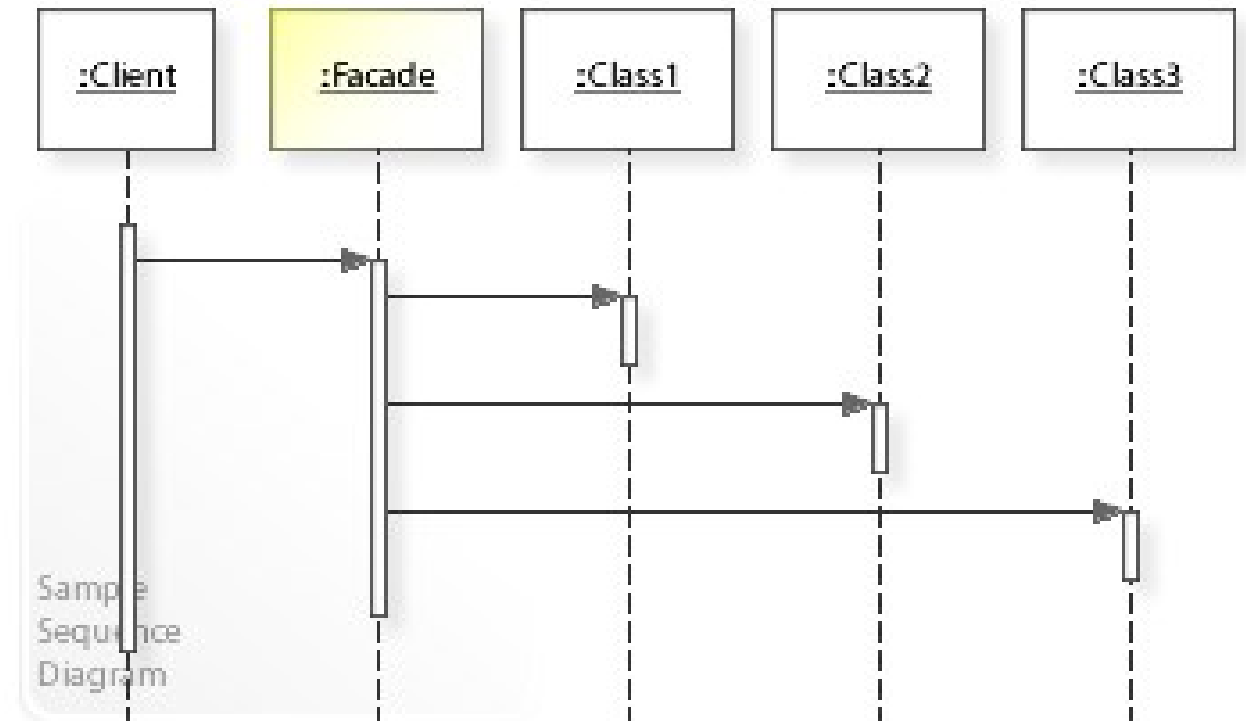 :Client
:Facade
:Class1
:Class2
:Class3
Sample
Sequence
Diagram